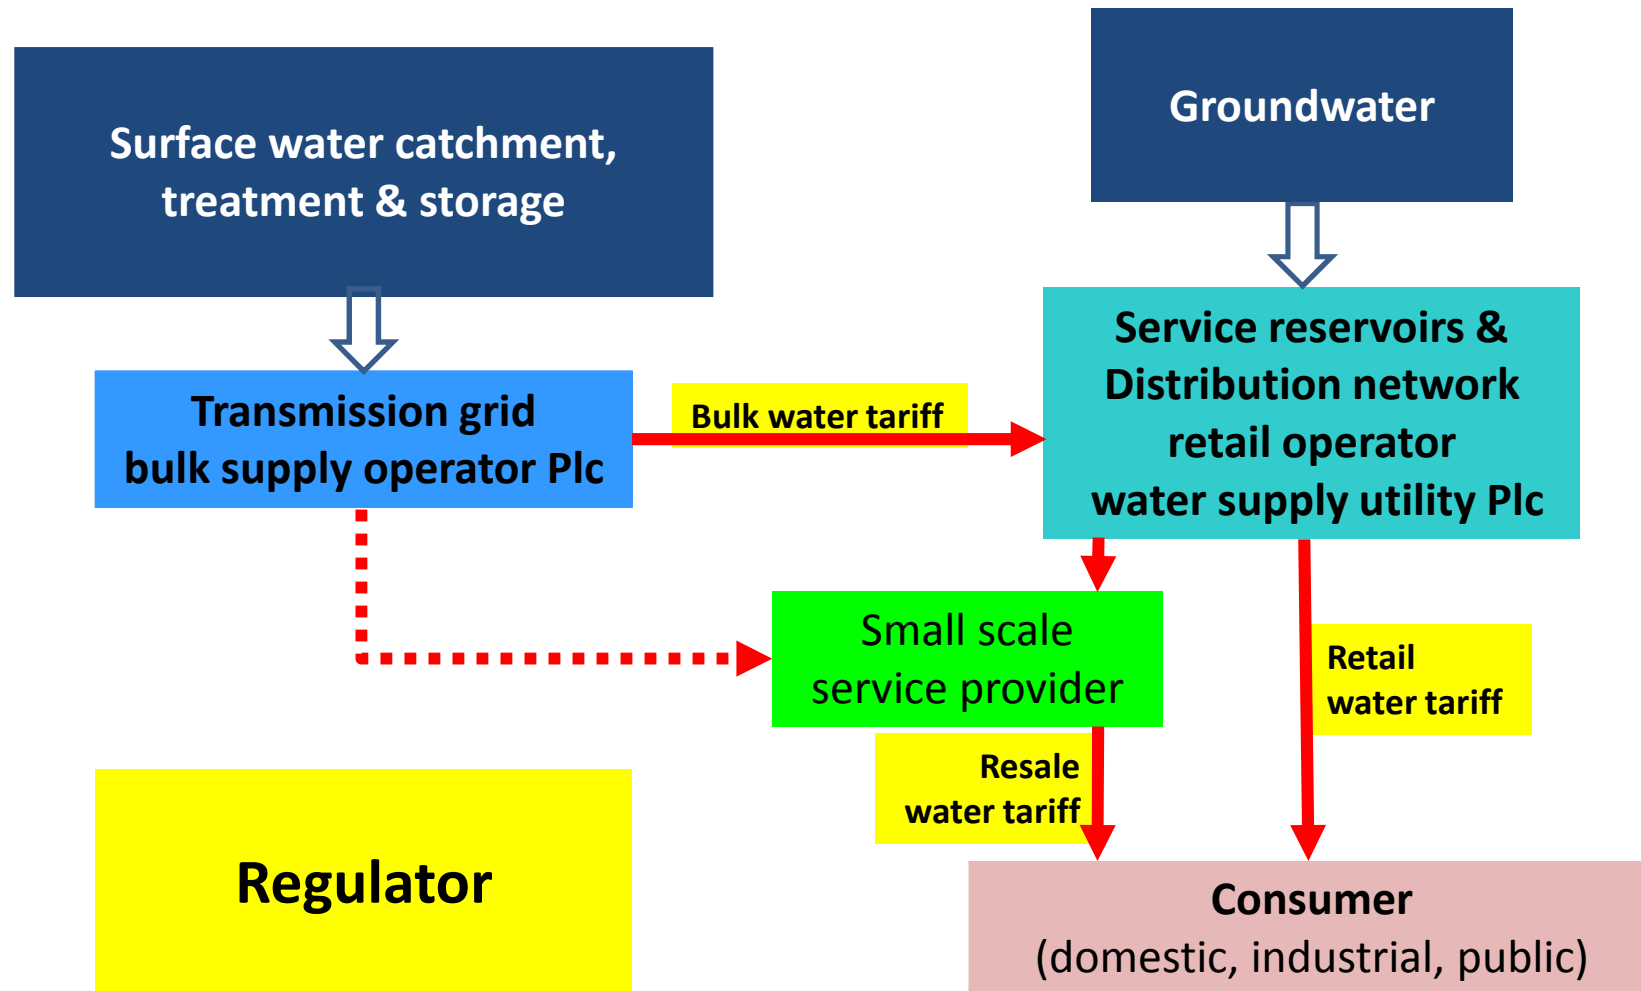 Surface water catchment,
treatment & storage
Groundwater
Transmission grid
bulk supply operator Plc
Bulk water tariff
Service reservoirs &
Distribution network
retail operator
water supply utility Plc
Small scale
service provider
Retail
water tariff
Resale
water tariff
Regulator
Consumer
(domestic, industrial, public)